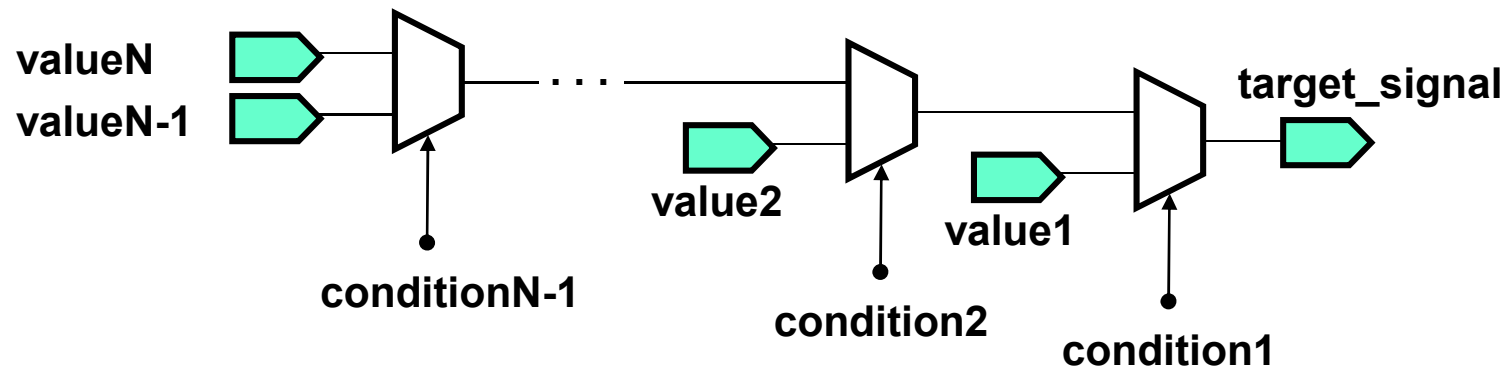 valueN
valueN-1
. . .
target_signal
value2
value1
conditionN-1
condition2
condition1